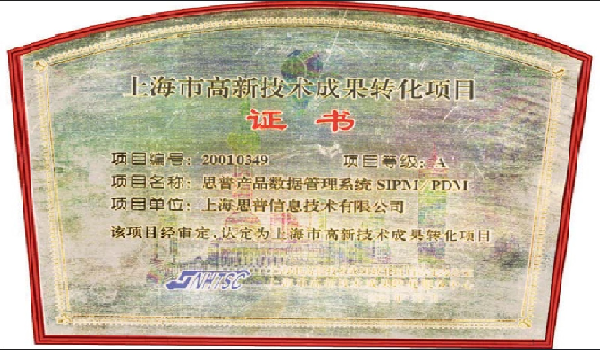 上海市高新技术成果转化项目
证书
项目编号：20010349 项目等级：A
项目名称：思普产品数据管理系统 SIPM/PDM
项目单位：上海思普信息技术有限公司
该项目经审定，认定为上海市高新技术成果转化项目
SNHTSC